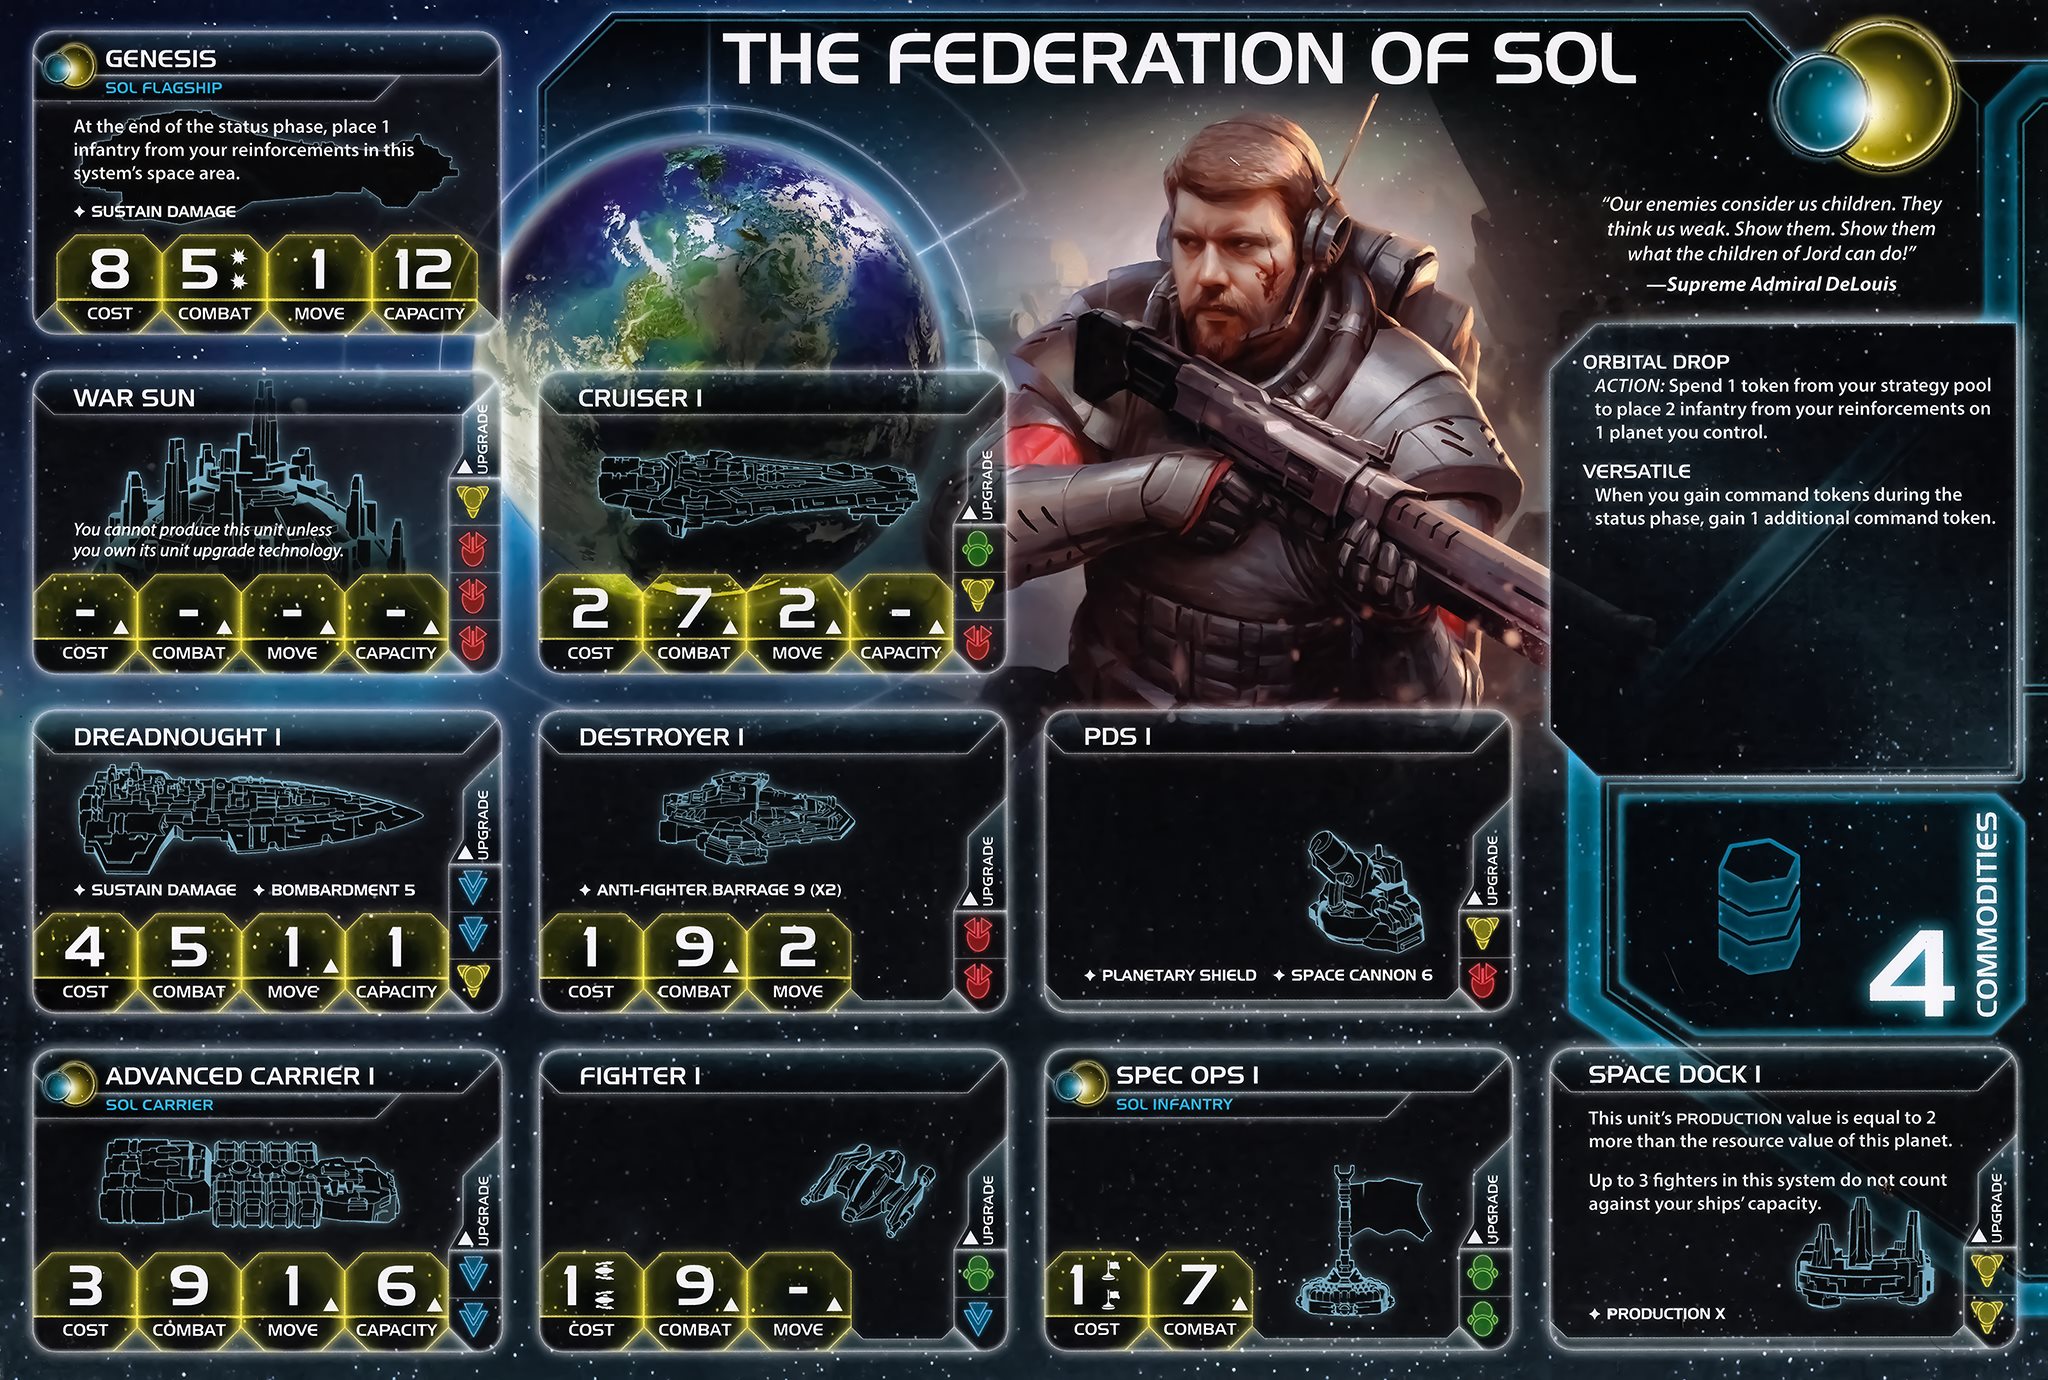 THE FEDERATION OF SOL
GENESIS
SOL FLAGSHIP
At the end of the status phase, place 1
infantry from your reinforcements in this
system's space area.
✦ SUSTAIN DAMAGE
8 5 1 12
COST COMBAT MOVE CAPACITY
"Our enemies consider us children. They
think us weak. Show them. Show them
what the children of Jord can do!"
—Supreme Admiral DeLouis
WAR SUN
UPGRADE
You cannot produce this unit unless
you own its unit upgrade technology.
- - - -
COST COMBAT MOVE CAPACITY
CRUISER I
UPGRADE
2 7 2 -
COST COMBAT MOVE CAPACITY
ORBITAL DROP
ACTION: Spend 1 token from your strategy pool
to place 2 infantry from your reinforcements on
1 planet you control.
VERSATILE
When you gain command tokens during the
status phase, gain 1 additional command token.
DREADNOUGHT I
UPGRADE
✦ SUSTAIN DAMAGE ✦ BOMBARDMENT 5
4 5 1 1
COST COMBAT MOVE CAPACITY
DESTROYER I
UPGRADE
✦ ANTI-FIGHTER BARRAGE 9 (X2)
1 9 2
COST COMBAT MOVE
PDS I
UPGRADE
✦ PLANETARY SHIELD ✦ SPACE CANNON 6
4
COMMODITIES
ADVANCED CARRIER I
SOL CARRIER
UPGRADE
3 9 1 6
COST COMBAT MOVE CAPACITY
FIGHTER I
UPGRADE
1 9 -
COST COMBAT MOVE
SPEC OPS I
SOL INFANTRY
UPGRADE
1 7
COST COMBAT
SPACE DOCK I
This unit's PRODUCTION value is equal to 2
more than the resource value of this planet.
Up to 3 fighters in this system do not count
against your ships' capacity.
UPGRADE
✦ PRODUCTION X